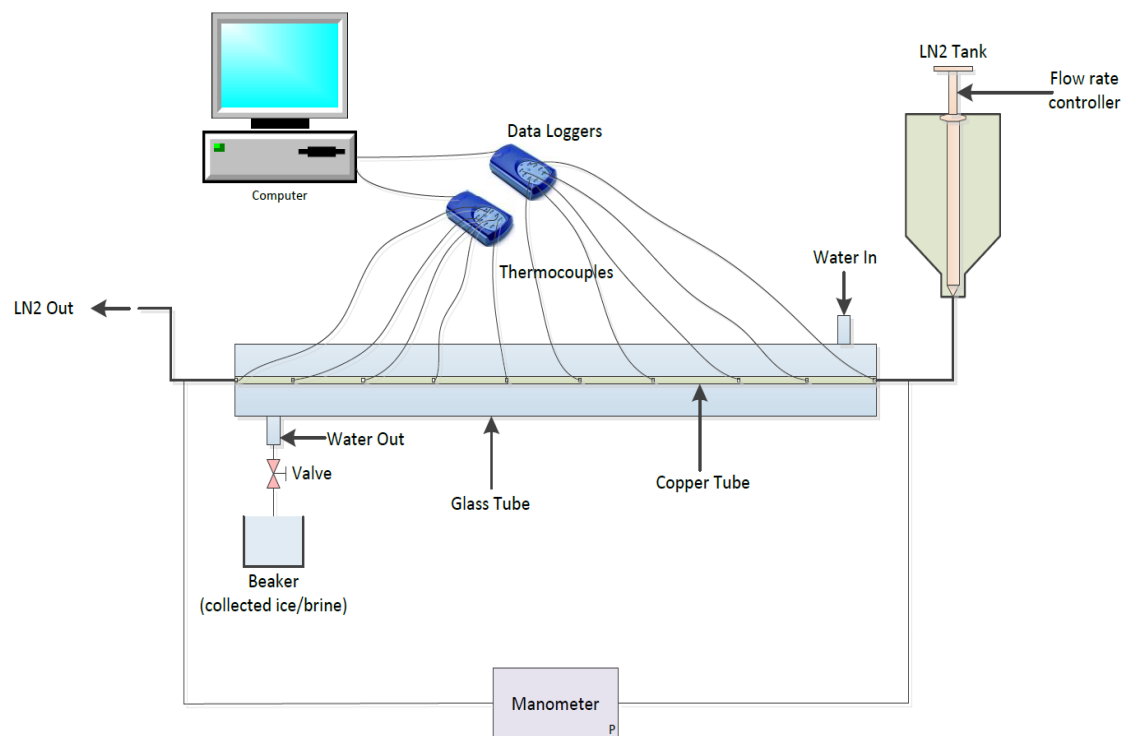 LN2 Tank
Flow rate
controller
Data Loggers
Computer
Thermocouples
Water In
LN2 Out
Water Out
Valve
Copper Tube
Glass Tube
Beaker
(collected ice/brine)
Manometer
P